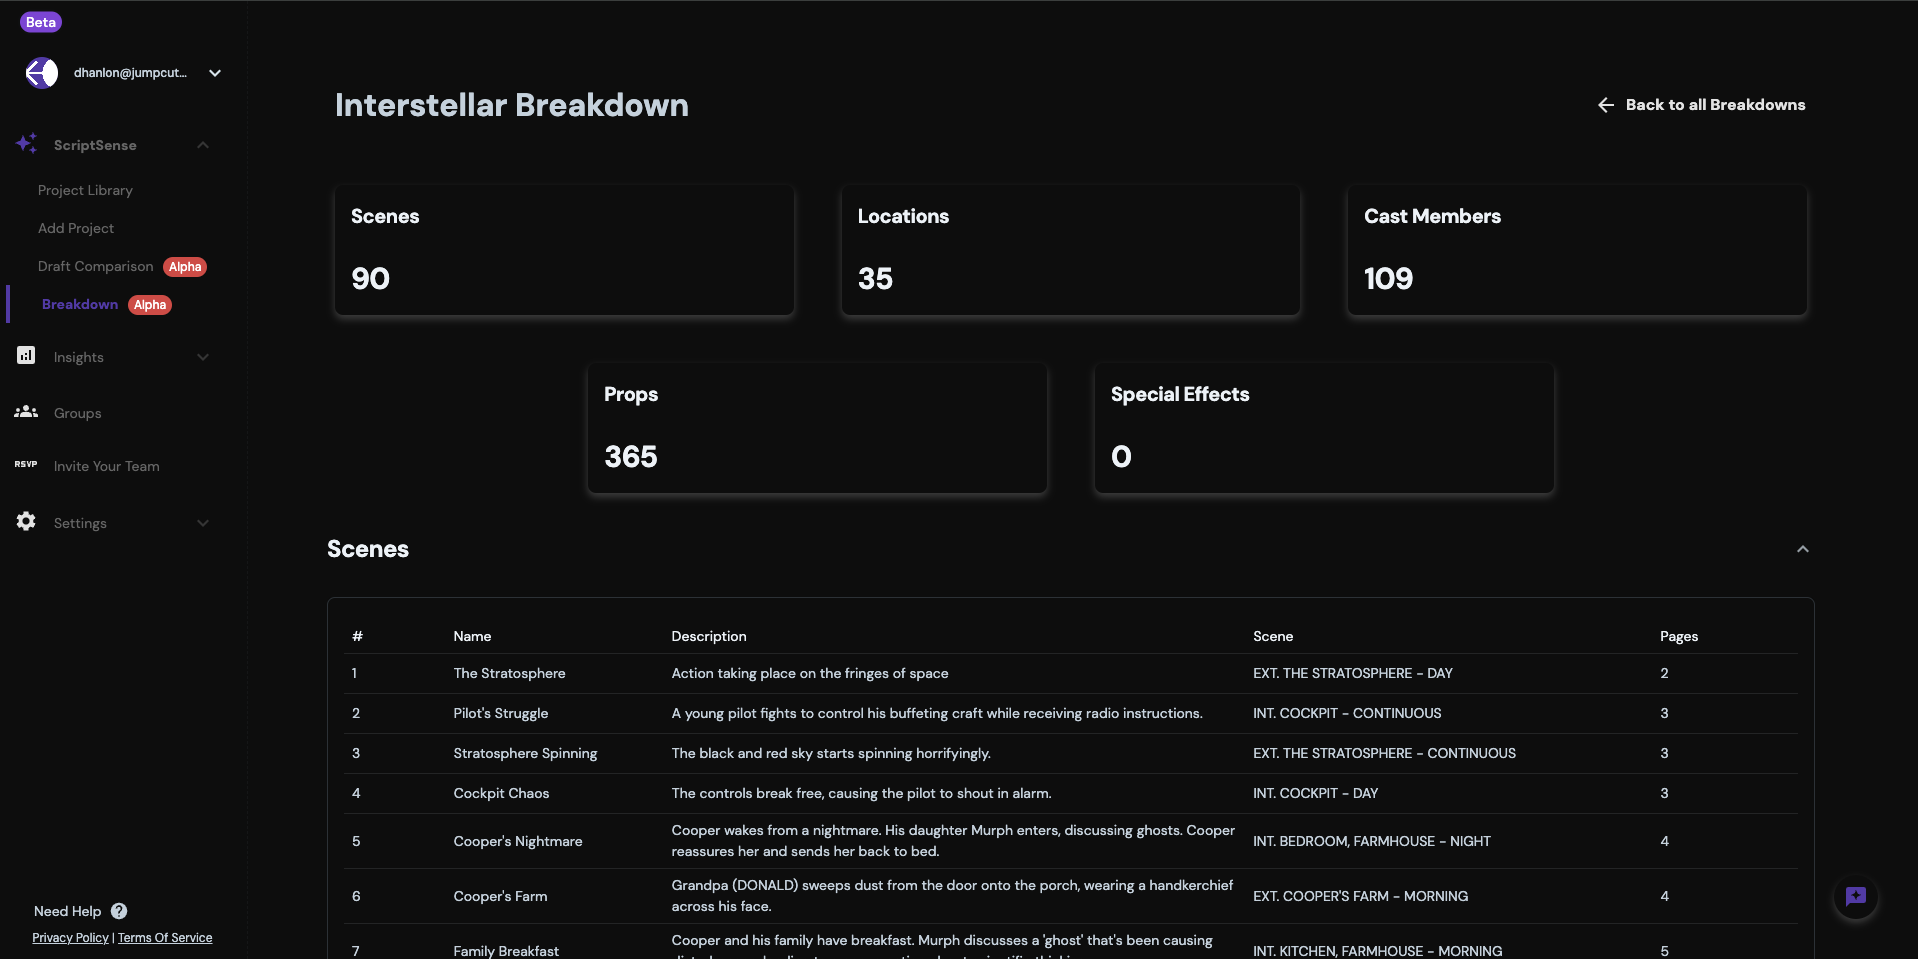 Beta
dhanlon@jumpcut...
ScriptSense
Project Library
Add Project
Draft Comparison Alpha
Breakdown Alpha
Insights
Groups
RSVP Invite Your Team
Settings
Need Help ?
Privacy Policy | Terms Of Service
Interstellar Breakdown
Back to all Breakdowns
Scenes
90
Locations
35
Cast Members
109
Props
365
Special Effects
0
Scenes
# Name Description Scene Pages
1 The Stratosphere Action taking place on the fringes of space EXT. THE STRATOSPHERE - DAY 2
2 Pilot's Struggle A young pilot fights to control his buffeting craft while receiving radio instructions. INT. COCKPIT - CONTINUOUS 3
3 Stratosphere Spinning The black and red sky starts spinning horrifyingly. EXT. THE STRATOSPHERE - CONTINUOUS 3
4 Cockpit Chaos The controls break free, causing the pilot to shout in alarm. INT. COCKPIT - DAY 3
5 Cooper's Nightmare Cooper wakes from a nightmare. His daughter Murph enters, discussing ghosts. Cooper
reassures her and sends her back to bed. INT. BEDROOM, FARMHOUSE - NIGHT 4
6 Cooper's Farm Grandpa (DONALD) sweeps dust from the door onto the porch, wearing a handkerchief
across his face. EXT. COOPER'S FARM - MORNING 4
7 Family Breakfast Cooper and his family have breakfast. Murph discusses a 'ghost' that's been causing
INT. KITCHEN, FARMHOUSE - MORNING 5